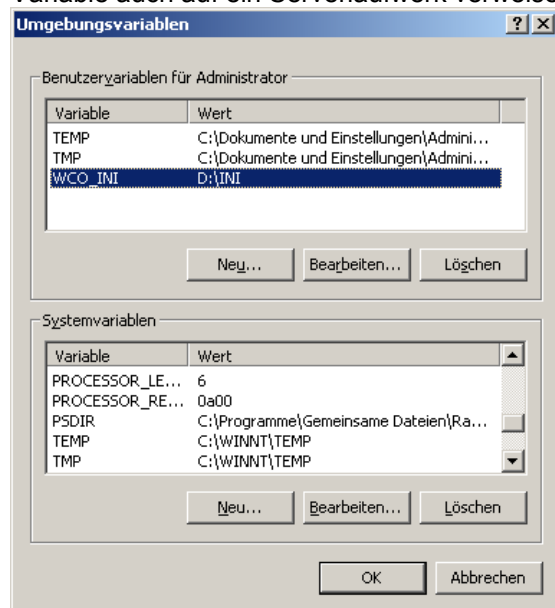 Variable auch auf ein Serverlaufwerk verweise
Umgebungsvariablen
Benutzervariablen für Administrator
Variable Wert
TEMP C:\Dokumente und Einstellungen\Admini...
TMP C:\Dokumente und Einstellungen\Admini...
WCO_INI D:\INI
Neu... Bearbeiten... Löschen
Systemvariablen
Variable Wert
PROCESSOR_LE... 6
PROCESSOR_RE... 0a00
PSDIR C:\Programme\Gemeinsame Dateien\Ra...
TEMP C:\WINNT\TEMP
TMP C:\WINNT\TEMP
Neu... Bearbeiten... Löschen
OK Abbrechen